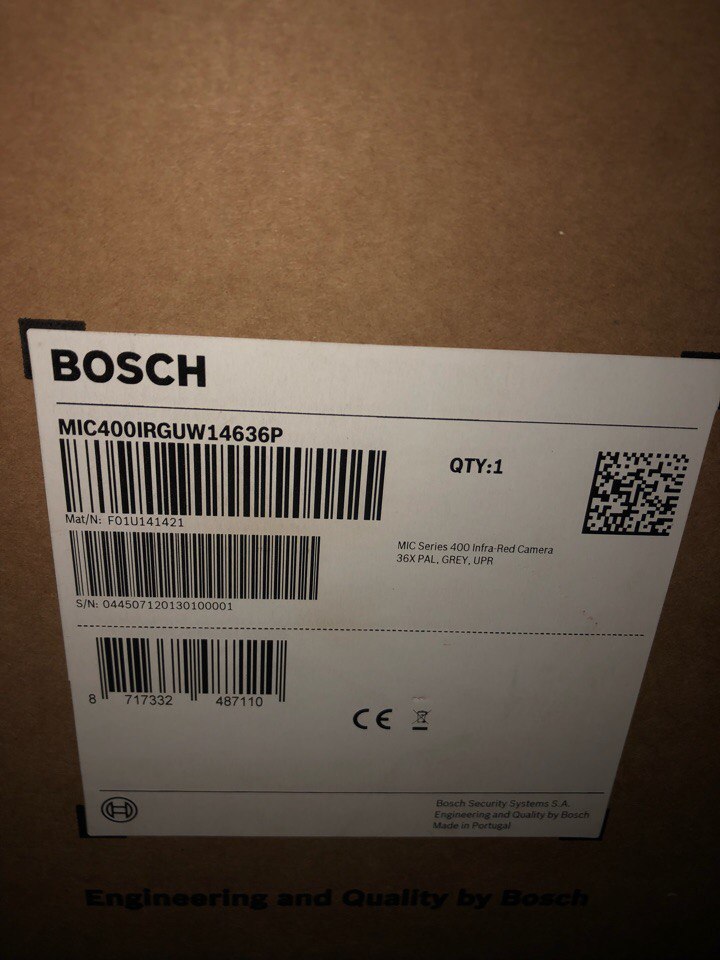 BOSCH
MIC400IRGUW14636P
QTY:1
Mat/N: F01U141421
MIC Series 400 Infra-Red Camera
36X PAL, GREY, UPR
S/N: 044507120130100001
8 717332 487110
CE
Bosch Security Systems S.A.
Engineering and Quality by Bosch
Made in Portugal
Engineering and Quality by Bosch